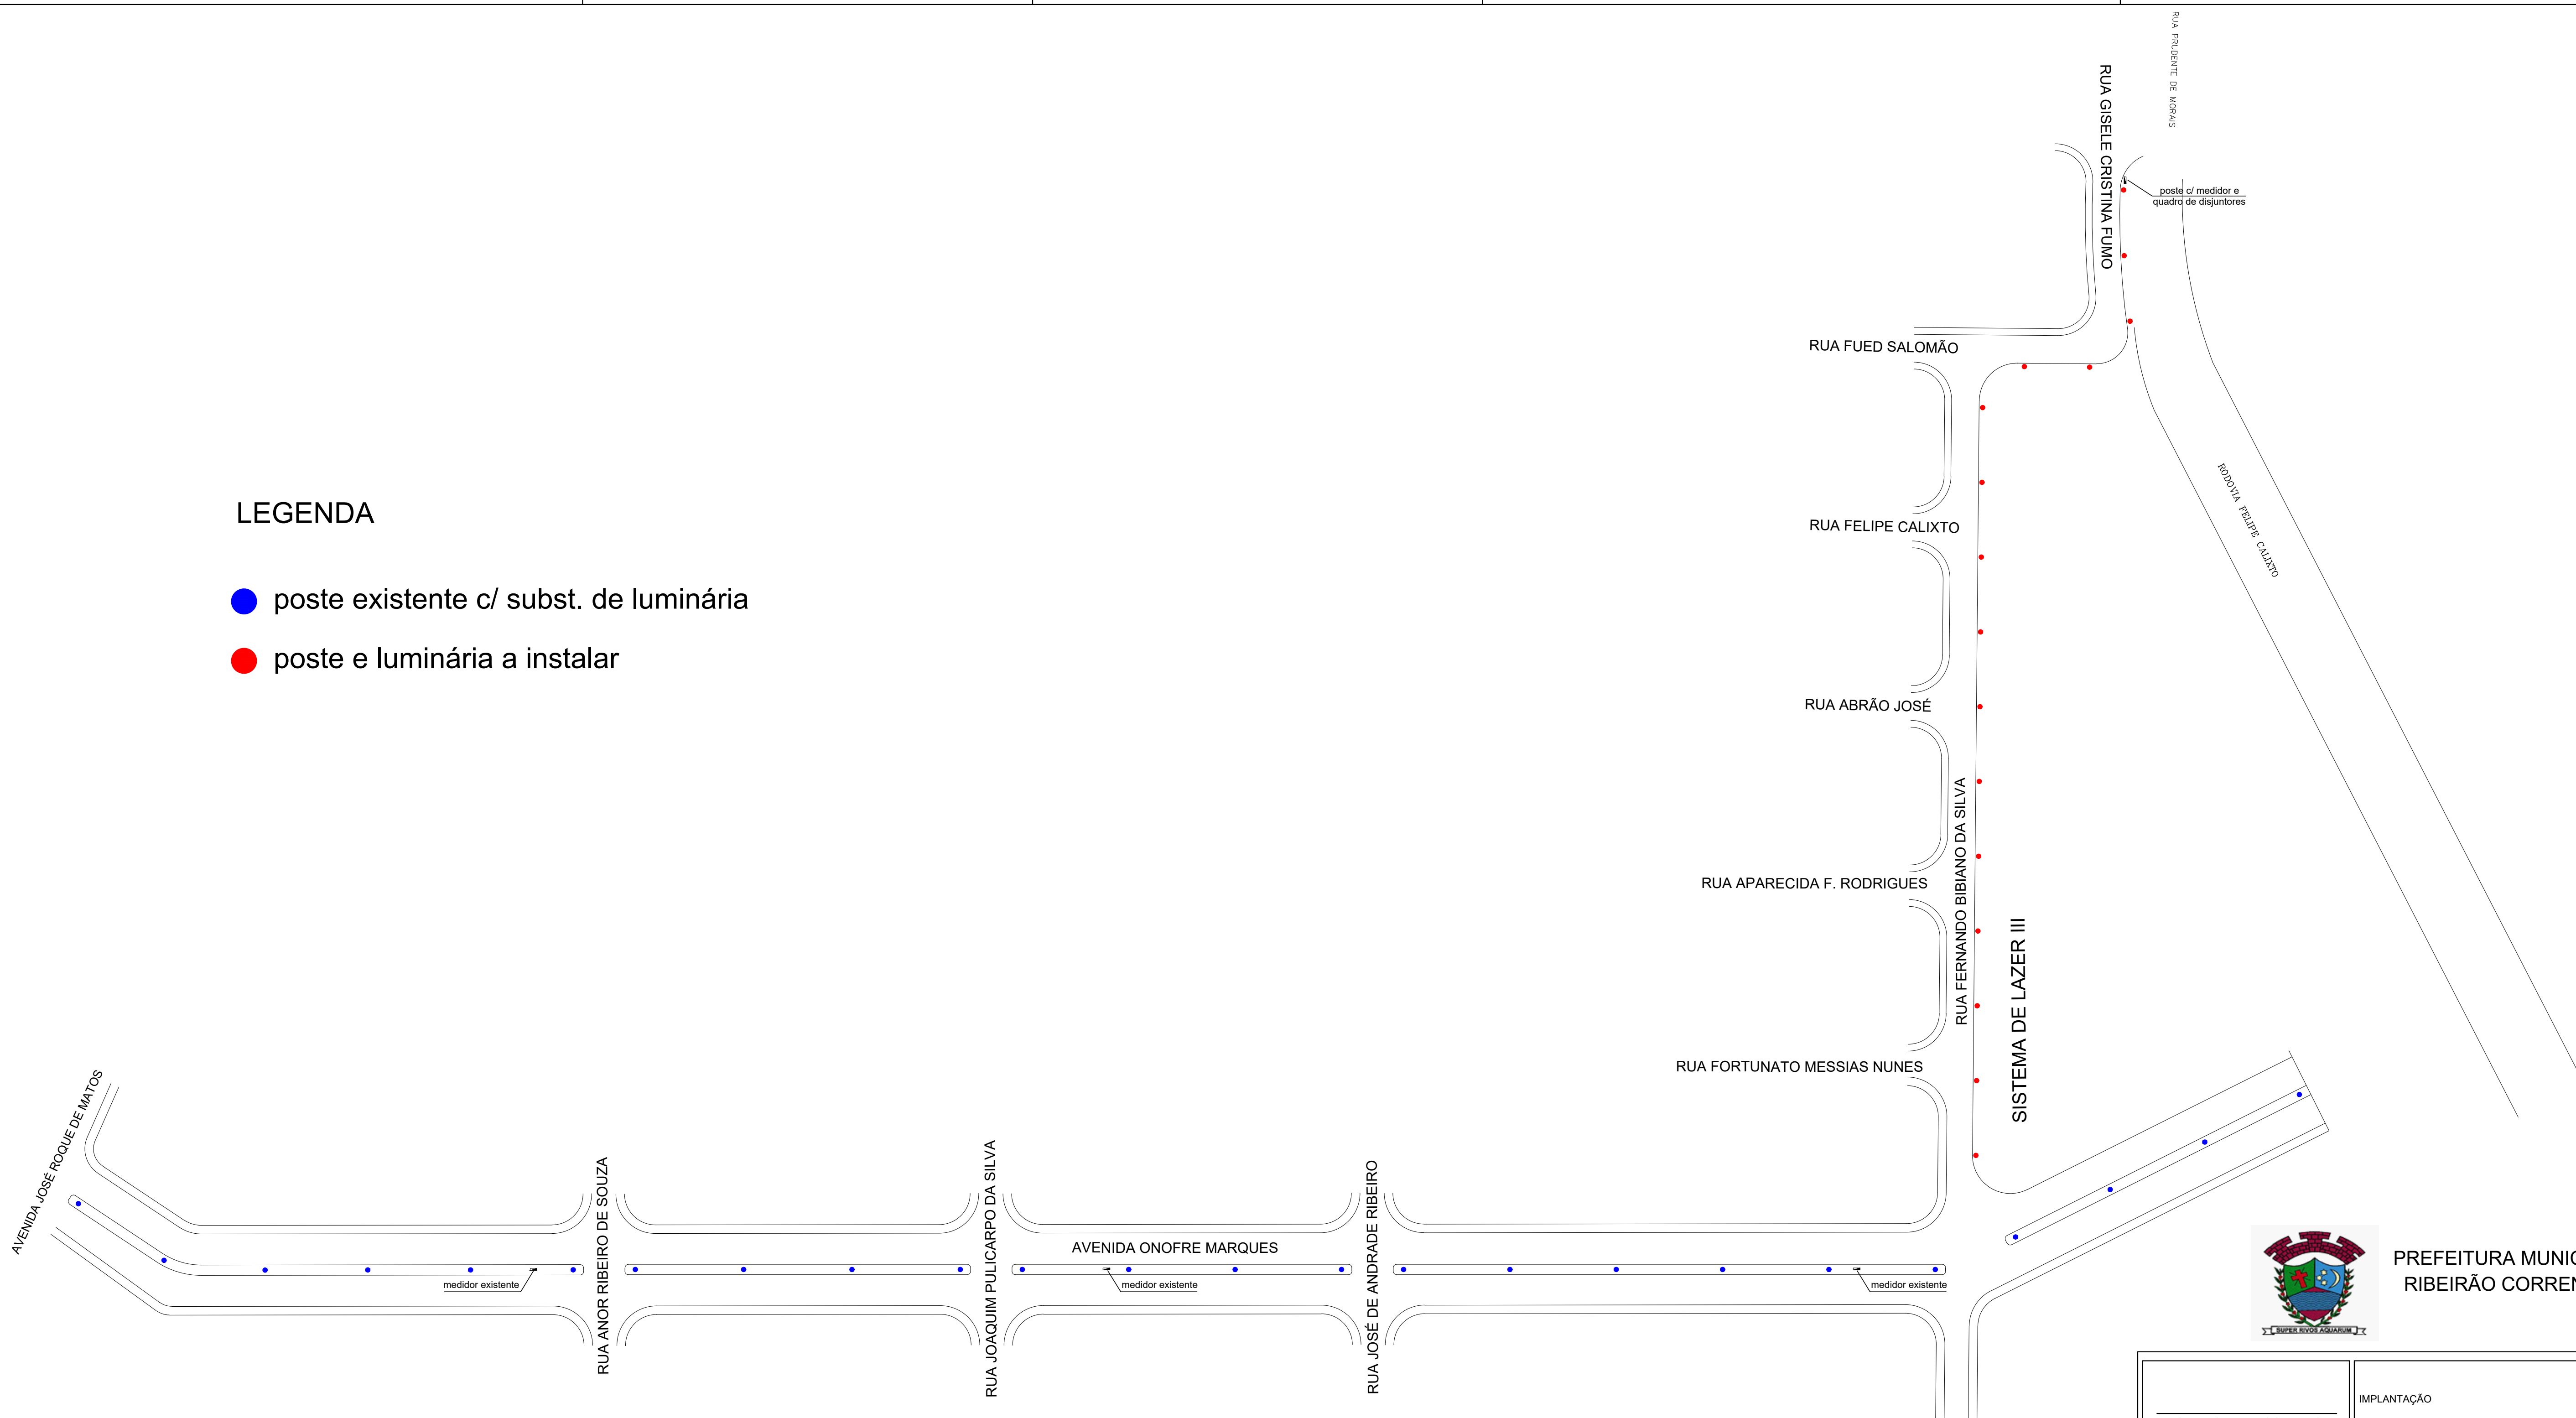 RUA PRUDENTE DE MORAIS
RUA GISELE CRISTINA FUMO
poste c/ medidor e
quadro de disjuntores
RUA FUED SALOMÃO
RODOVIA FELIPE CALIXTO
LEGENDA
RUA FELIPE CALIXTO
poste existente c/ subst. de luminária
poste e luminária a instalar
RUA ABRÃO JOSÉ
RUA FERNANDO BIBIANO DA SILVA
RUA APARECIDA F. RODRIGUES
SISTEMA DE LAZER III
RUA FORTUNATO MESSIAS NUNES
AVENIDA JOSÉ ROQUE DE MATOS
RUA ANOR RIBEIRO DE SOUZA
RUA JOAQUIM PULICARPO DA SILVA
RUA JOSÉ DE ANDRADE RIBEIRO
AVENIDA ONOFRE MARQUES
medidor existente
medidor existente
medidor existente
PREFEITURA MUNIC
RIBEIRÃO CORREN
SUPER RIVOS AQUARUM
IMPLANTAÇÃO